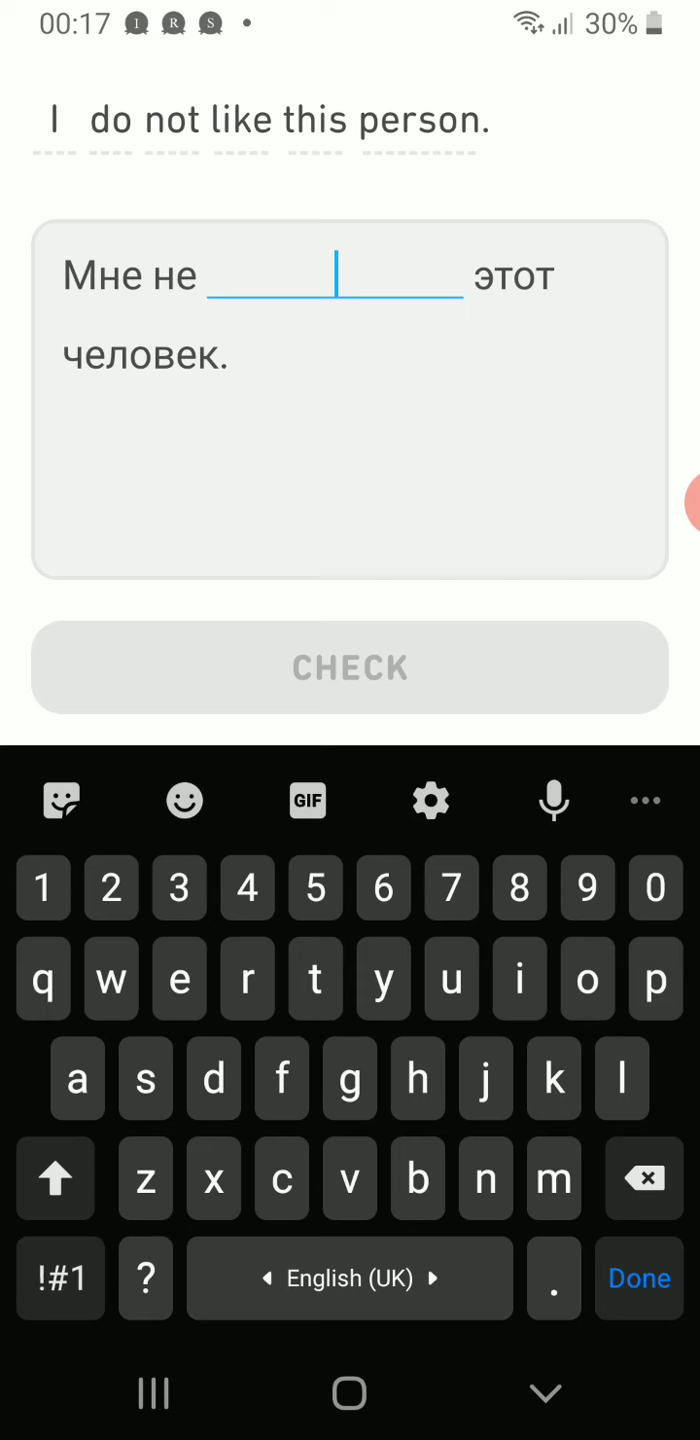 00:17 I R S 30%
I do not like this person.
Мне не этот
человек.
CHECK
GIF
1 2 3 4 5 6 7 8 9 0
q w e r t y u i o p
a s d f g h j k l
z x c v b n m
!#1 ? English (UK) . Done